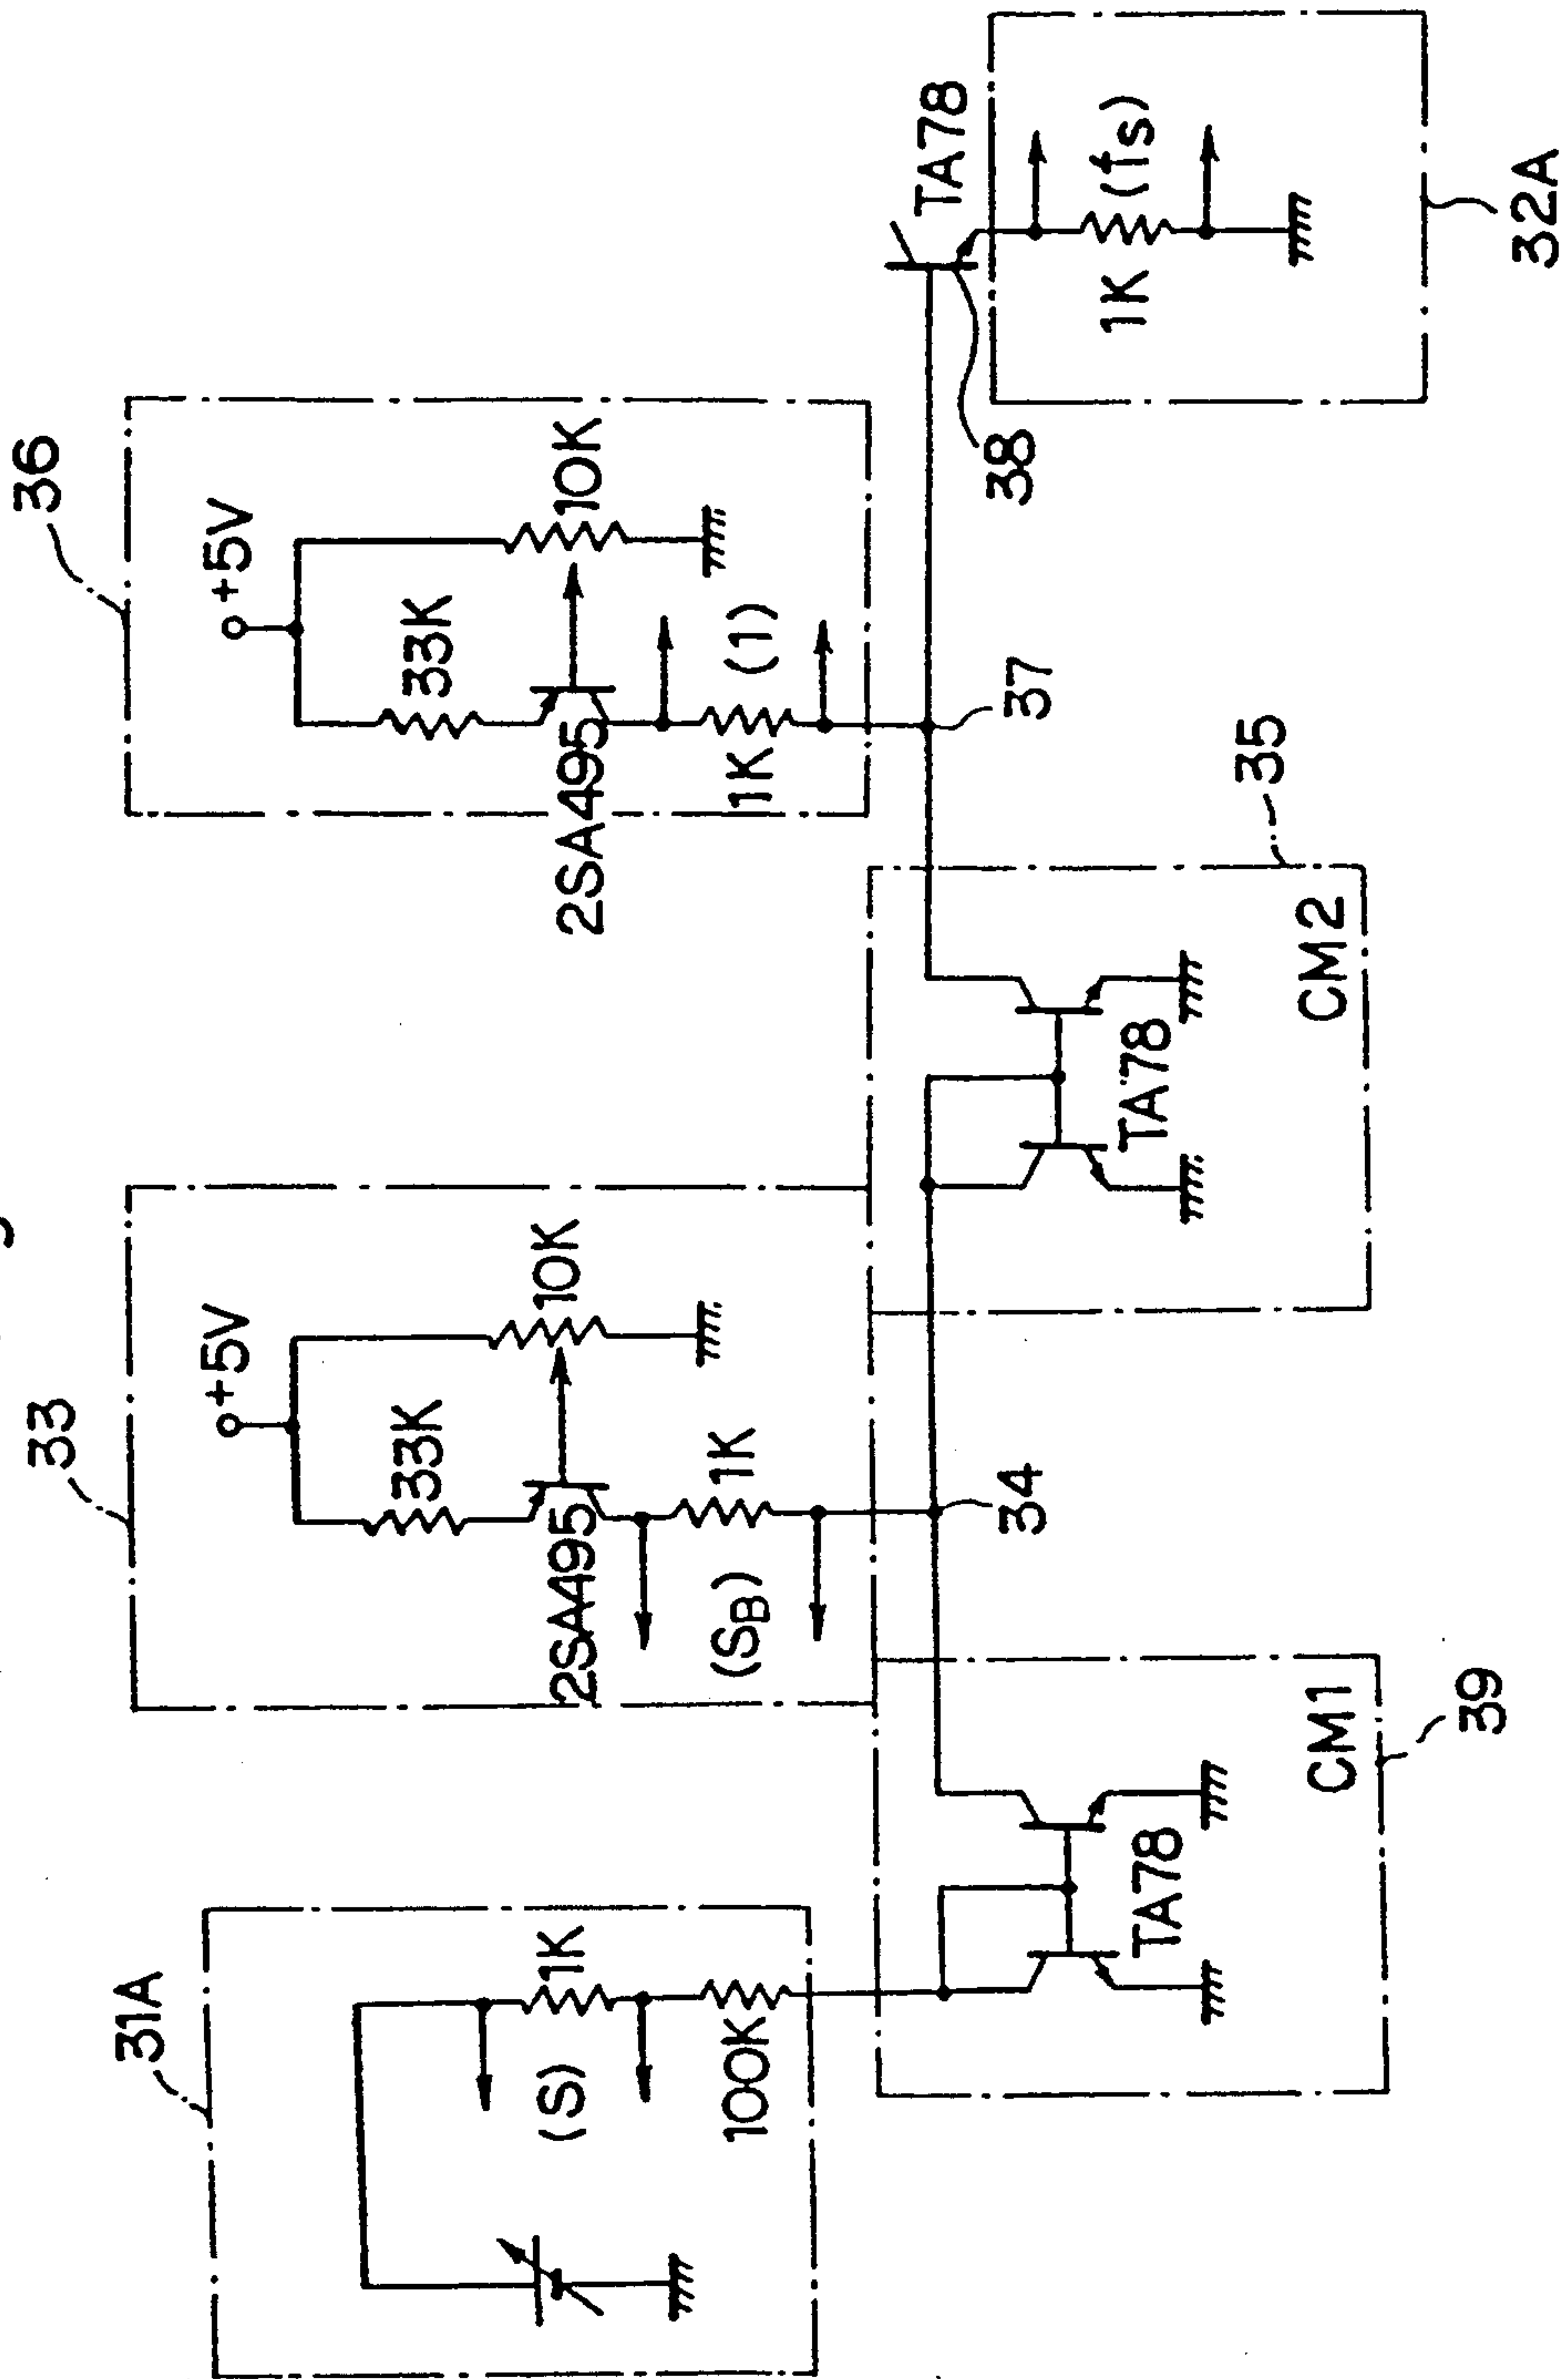 31A
(S)
1K
100K
CM1
TA78
39
33
+5V
33K
10K
2SA495
(SB)
1K
34
CM2
TA78
35
36
+5V
33K
10K
2SA495
1K
(1)
37
38
TA78
1K
(fs)
32A